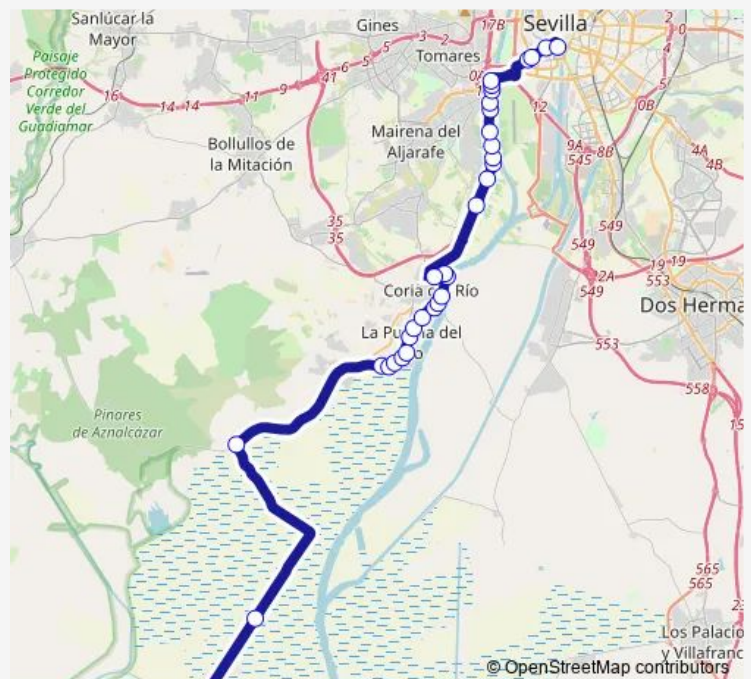 Sevilla
Sanlúcar la
Mayor
Gines
17B
2
0
Paisaje
Protegido
Corredor
Verde del
Guadiamar
Tomares
6
5
5
3
2
41
9
11
14
14
16
5
12
0B
Mairena del
Aljarafe
Bollullos de
la Mitación
9A
545
8B
4A
4B
35
35
549
549
19
19
553
2A
549
Coria del Río
Dos Herma
La Puebla del
Río
553
558
15
Pinares
de Aznalcázar
565
565
Los Palacio
y Villafranc
© OpenStreetMap contributors